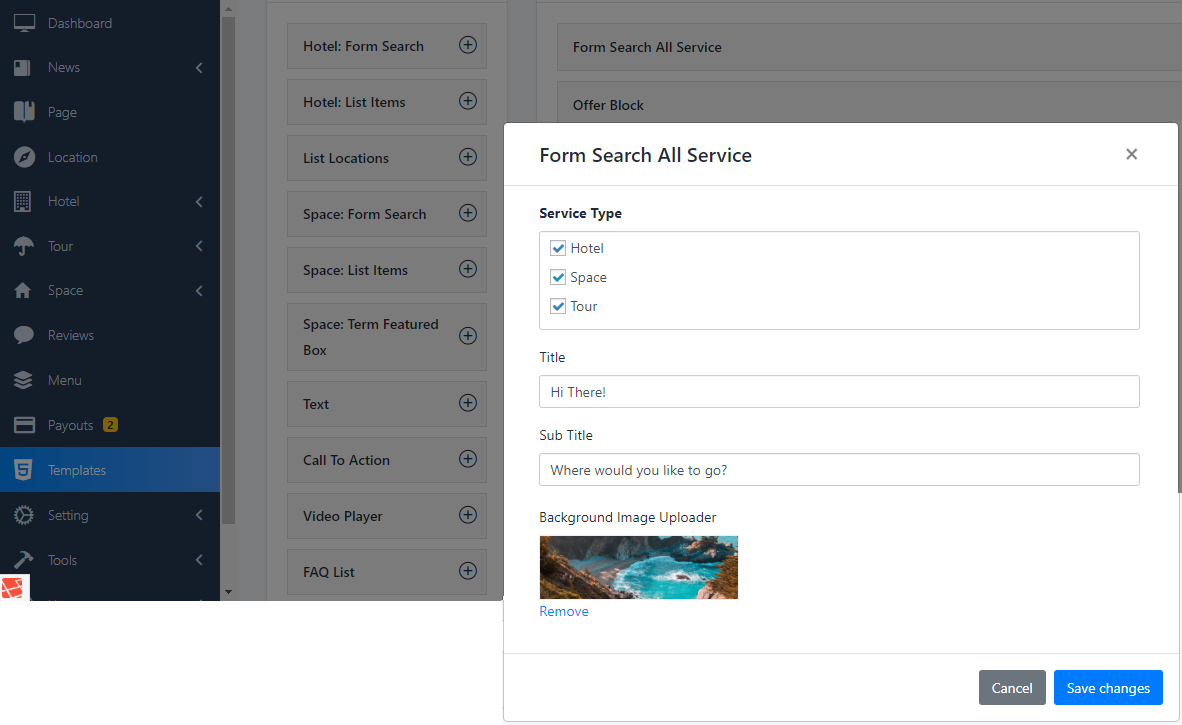 Dashboard
News
Page
Location
Hotel
Tour
Space
Reviews
Menu
Payouts 2
Templates
Setting
Tools
Hotel: Form Search
Hotel: List Items
List Locations
Space: Form Search
Space: List Items
Space: Term Featured
Box
Text
Call To Action
Video Player
FAQ List
Form Search All Service
Offer Block
Form Search All Service
Service Type
Hotel
Space
Tour
Title
Hi There!
Sub Title
Where would you like to go?
Background Image Uploader
Remove
Cancel
Save changes